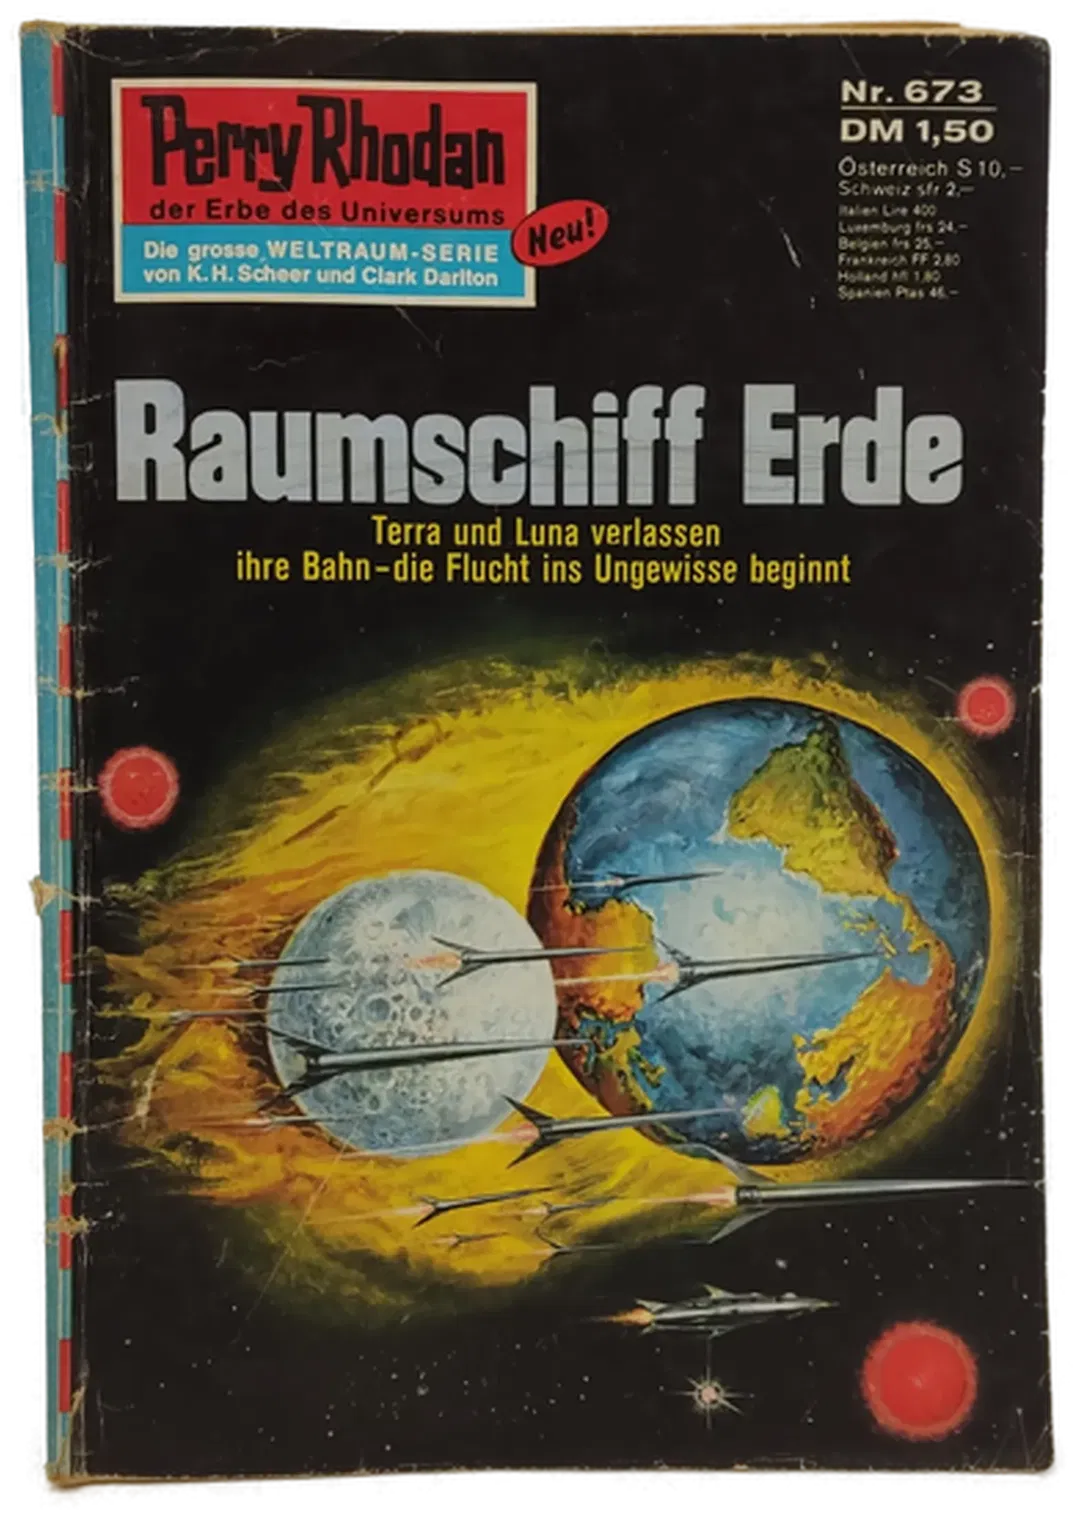 Perry Rhodan
der Erbe des Universums
Die grosse WELTRAUM-SERIE
von K.H. Scheer und Clark Darlton
Neu!
Nr. 673
DM 1,50
Österreich S 10,-
Schweiz sfr 2,-
Italien Lire 400
Luxemburg frs 24,-
Belgien frs 25,-
Frankreich FF 2,80
Holland hfl 1,80
Spanien Ptas 46,-
Raumschiff Erde
Terra und Luna verlassen
ihre Bahn-die Flucht ins Ungewisse beginnt